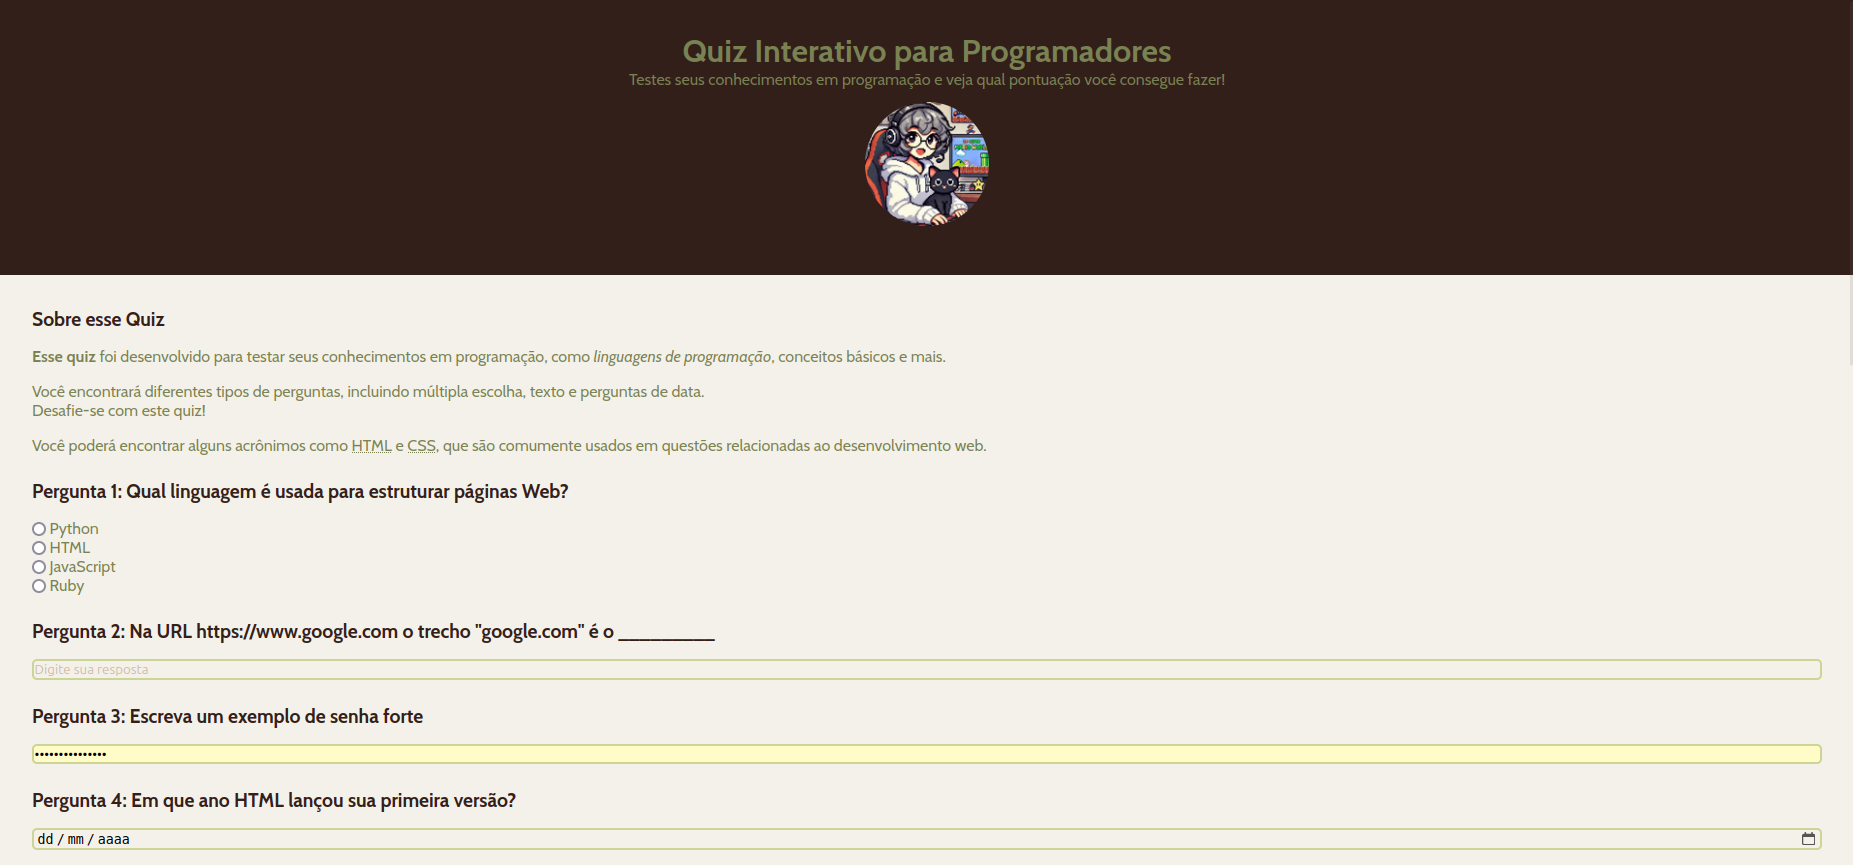 Quiz Interativo para Programadores
Testes seus conhecimentos em programação e veja qual pontuação você consegue fazer!
Sobre esse Quiz
Esse quiz foi desenvolvido para testar seus conhecimentos em programação, como linguagens de programação, conceitos básicos e mais.
Você encontrará diferentes tipos de perguntas, incluindo múltipla escolha, texto e perguntas de data.
Desafie-se com este quiz!
Você poderá encontrar alguns acrônimos como HTML e CSS, que são comumente usados em questões relacionadas ao desenvolvimento web.
Pergunta 1: Qual linguagem é usada para estruturar páginas Web?
Python
HTML
JavaScript
Ruby
Pergunta 2: Na URL https://www.google.com o trecho "google.com" é o _________
Digite sua resposta
Pergunta 3: Escreva um exemplo de senha forte
•••••••••••••••
Pergunta 4: Em que ano HTML lançou sua primeira versão?
dd / mm / aaaa